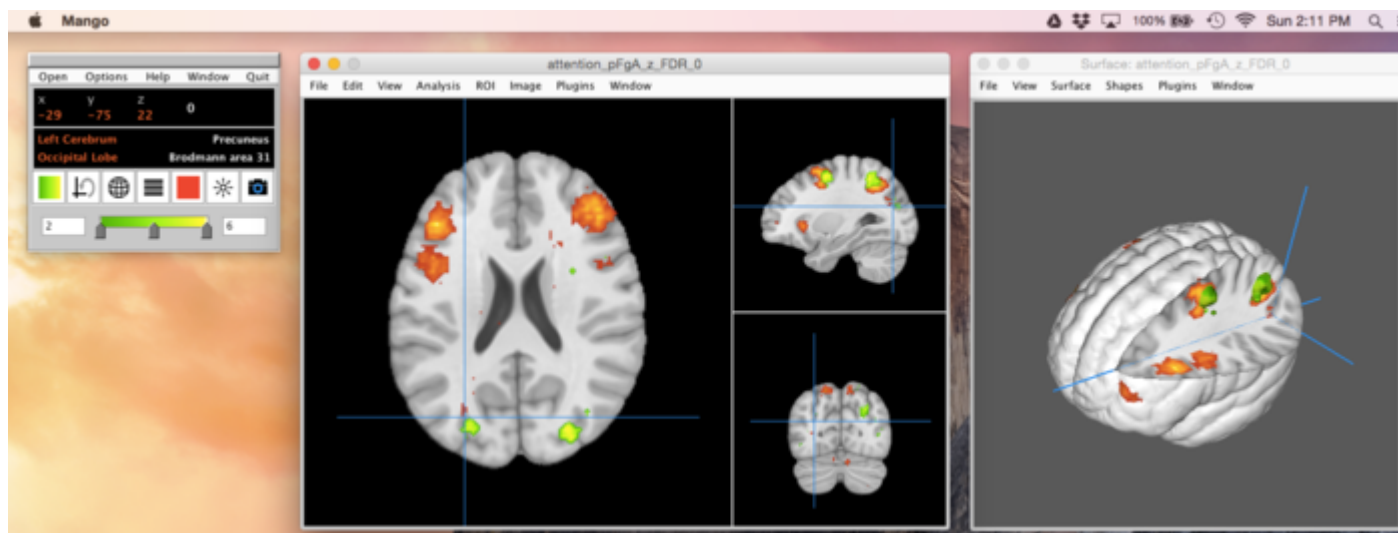 Mango 100% Sun 2:11 PM
Open Options Help Window Quit
x y z 0
-29 -75 22
Left Cerebrum Precuneus
Occipital Lobe Brodmann area 31
2 6
attention_pFgA_z_FDR_0
File Edit View Analysis ROI Image Plugins Window
Surface: attention_pFgA_z_FDR_0
File View Surface Shapes Plugins Window